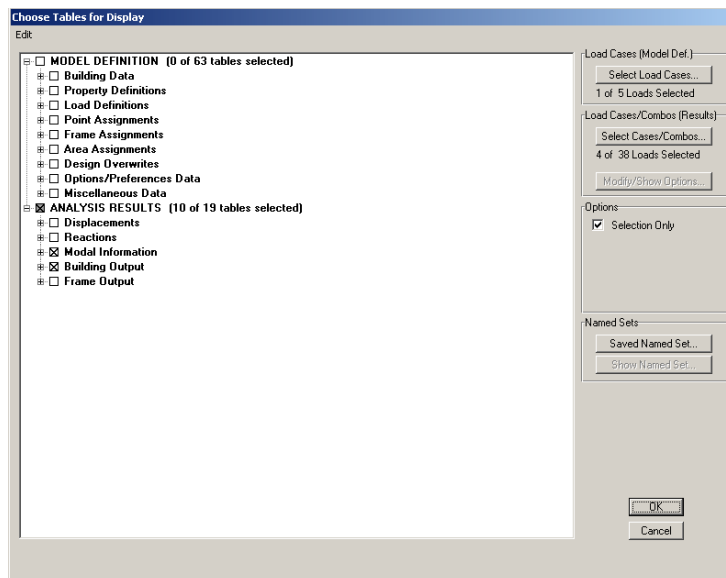 Choose Tables for Display
Edit
MODEL DEFINITION (0 of 63 tables selected)
Building Data
Property Definitions
Load Definitions
Point Assignments
Frame Assignments
Area Assignments
Design Overwrites
Options/Preferences Data
Miscellaneous Data
ANALYSIS RESULTS (10 of 19 tables selected)
Displacements
Reactions
Modal Information
Building Output
Frame Output
Load Cases (Model Def.)
Select Load Cases...
1 of 5 Loads Selected
Load Cases/Combos (Results)
Select Cases/Combos...
4 of 38 Loads Selected
Modify/Show Options...
Options
Selection Only
Named Sets
Saved Named Set...
Show Named Set...
OK
Cancel